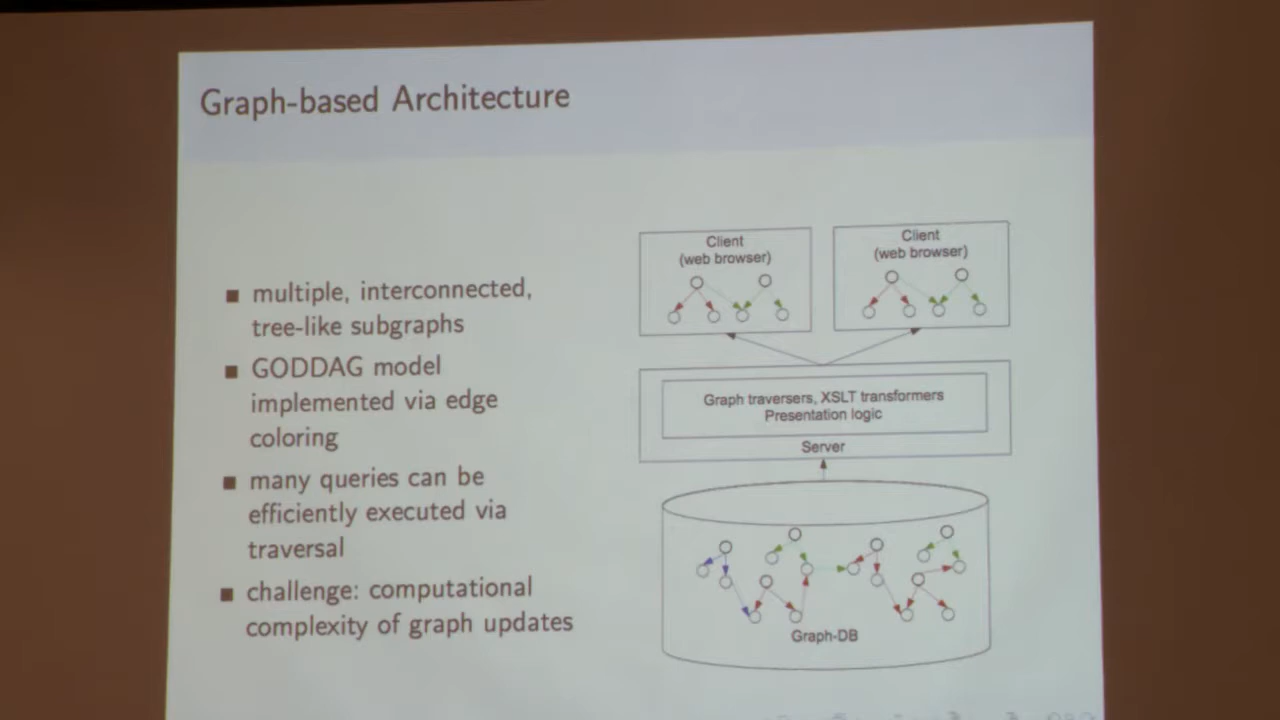 Graph-based Architecture
multiple, interconnected,
tree-like subgraphs
GODDAG model
implemented via edge
coloring
many queries can be
efficiently executed via
traversal
challenge: computational
complexity of graph updates
Client
(web browser)
Client
(web browser)
Graph traversers, XSLT transformers
Presentation logic
Server
Graph-DB